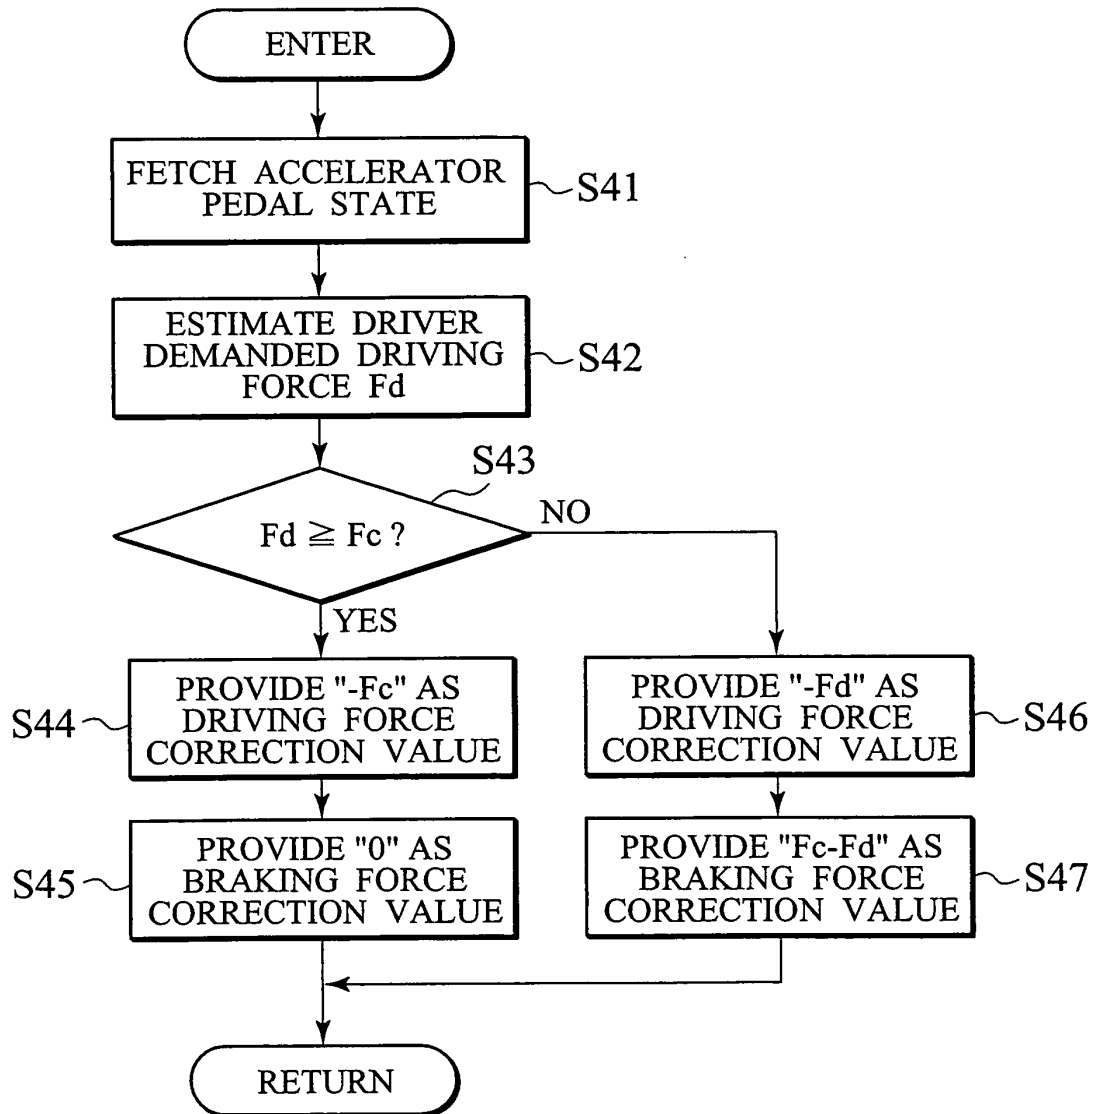 ENTER
FETCH ACCELERATOR
PEDAL STATE
S41
ESTIMATE DRIVER
DEMANDED DRIVING
FORCE Fd
S42
S43
Fd ≧ Fc ?
NO
YES
PROVIDE "-Fc" AS
DRIVING FORCE
CORRECTION VALUE
S44
PROVIDE "-Fd" AS
DRIVING FORCE
CORRECTION VALUE
S46
PROVIDE "0" AS
BRAKING FORCE
CORRECTION VALUE
S45
PROVIDE "Fc-Fd" AS
BRAKING FORCE
CORRECTION VALUE
S47
RETURN